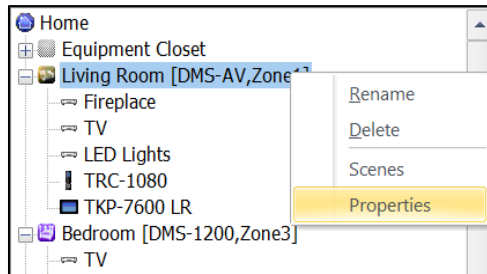 Home
Equipment Closet
Living Room [DMS-AV,Zone1]
Rename
Fireplace
Delete
TV
LED Lights
Scenes
TRC-1080
Properties
TKP-7600 LR
Bedroom [DMS-1200,Zone3]
TV